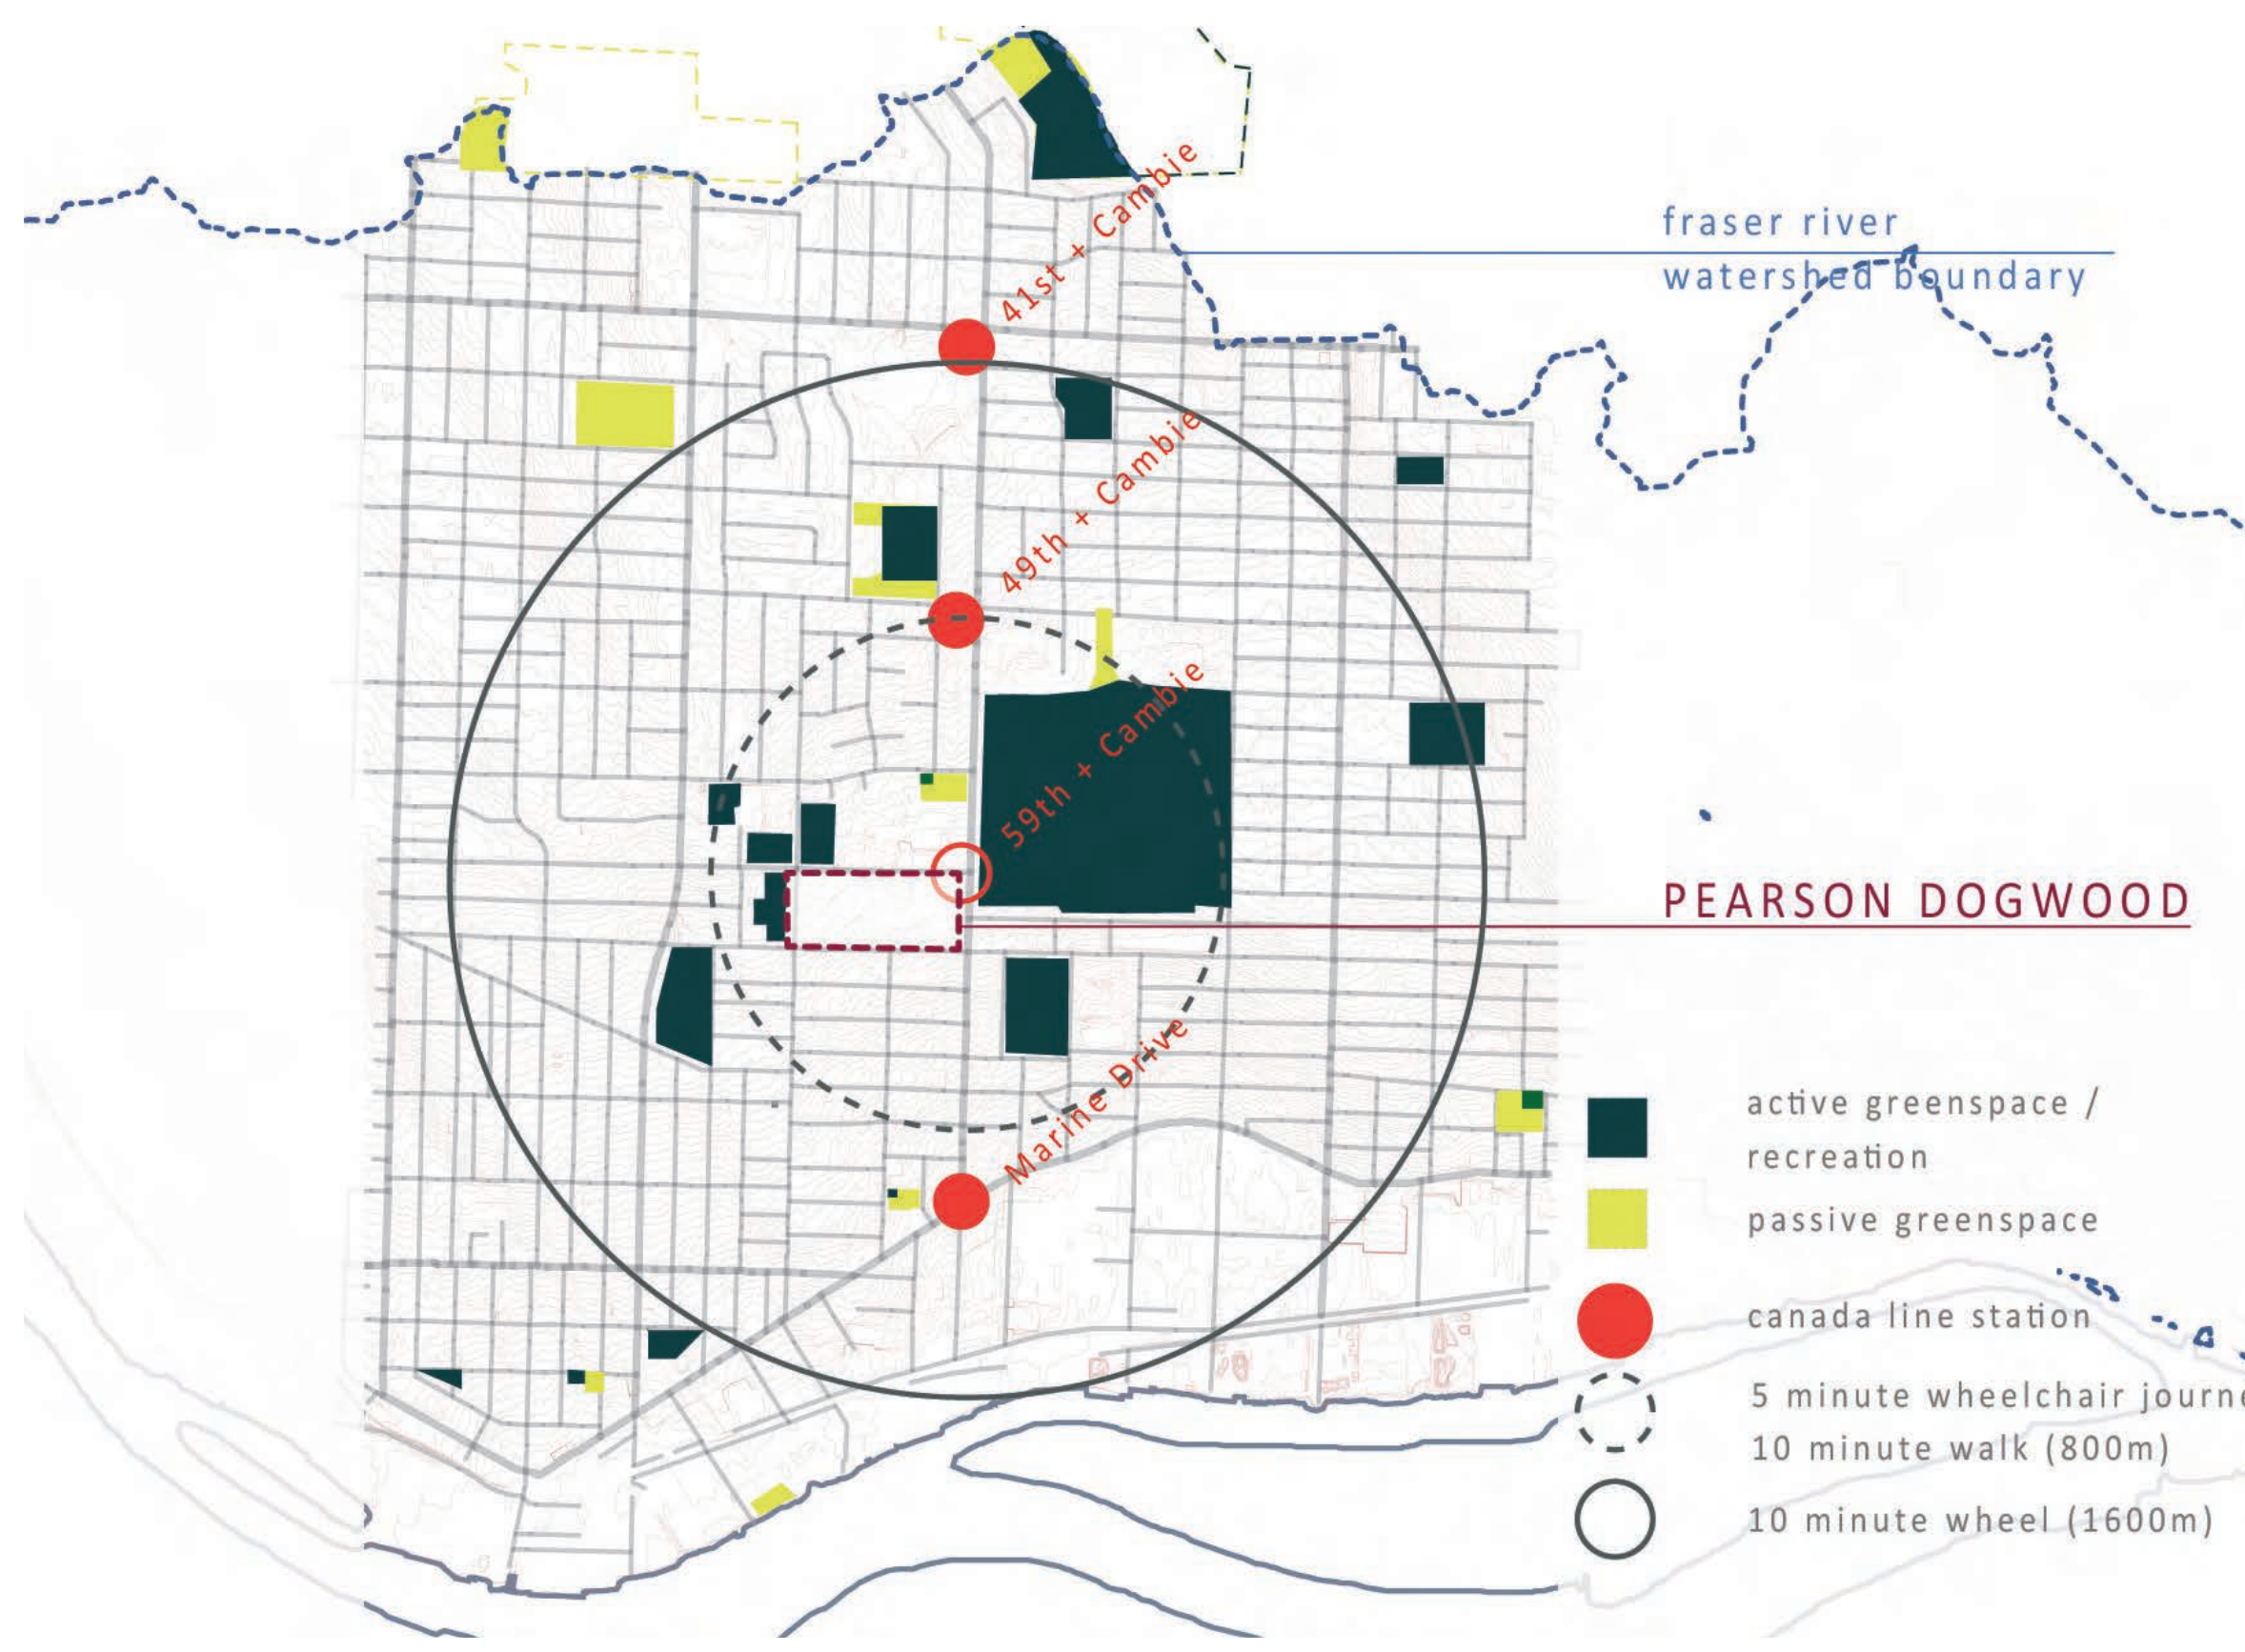 41st + Cambie
fraser river
watershed boundary
49th + Cambie
59th + Cambie
PEARSON DOGWOOD
Marine Drive
active greenspace /
recreation
passive greenspace
canada line station
5 minute wheelchair journe
10 minute walk (800m)
10 minute wheel (1600m)